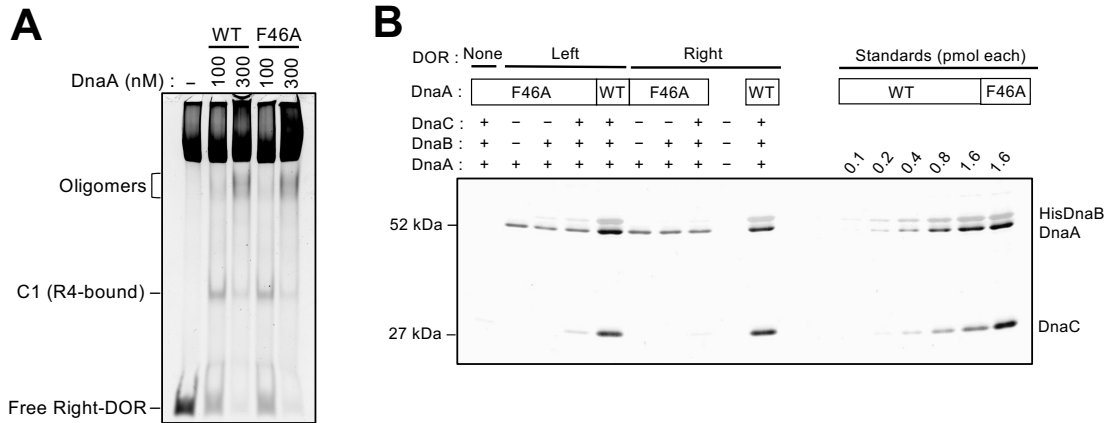 A
WT F46A
DnaA (nM) : – 100 300 100 300
Oligomers
C1 (R4-bound)
Free Right-DOR
B
DOR : None Left Right Standards (pmol each)
DnaA : F46A WT F46A WT WT F46A
DnaC : + – – + + – – + – +
DnaB : + – + + + – + + – +
DnaA : + + + + + + + + – +
0.1 0.2 0.4 0.8 1.6 1.6
52 kDa
HisDnaB
DnaA
27 kDa
DnaC